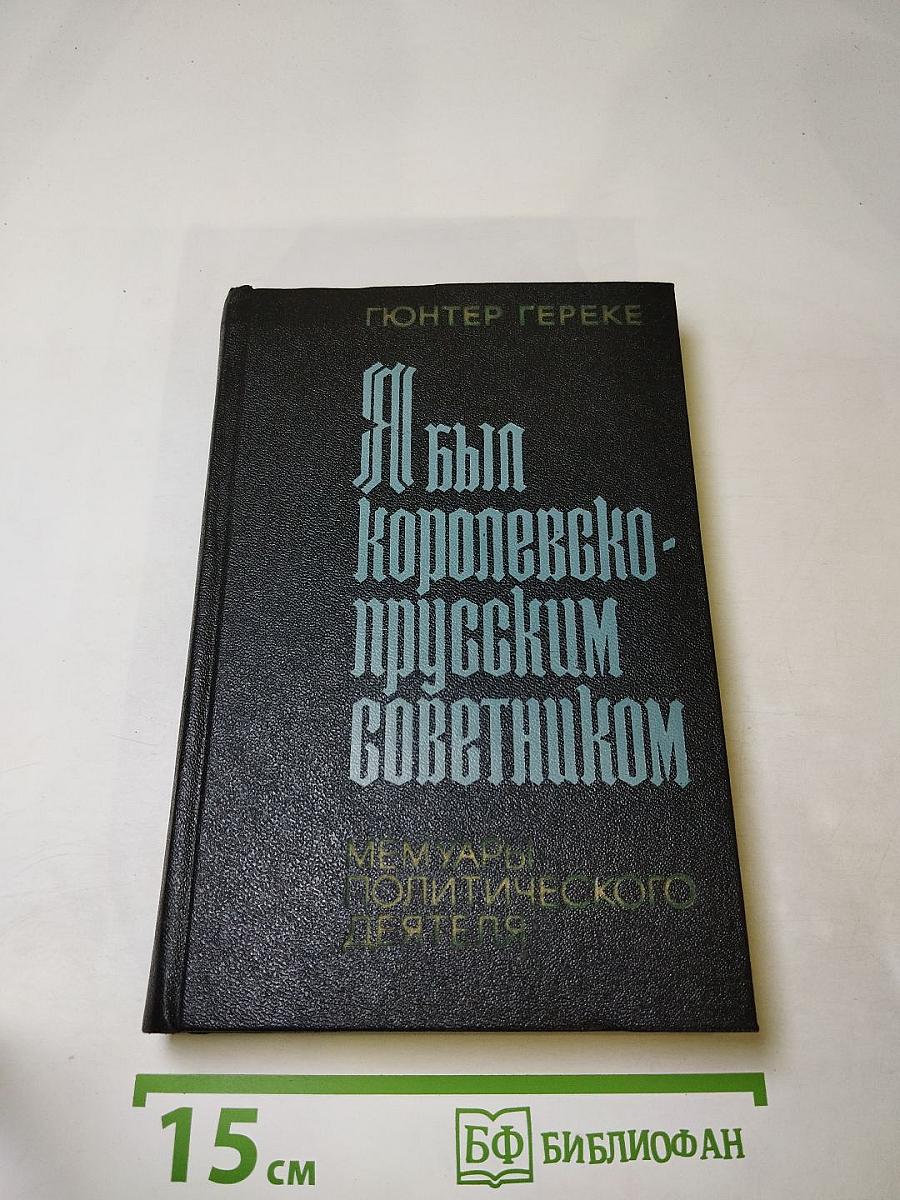 ГЮНТЕР ГЕРЕКЕ
Я был
королевско-
прусским
советником
МЕМУАРЫ
ПОЛИТИЧЕСКОГО
ДЕЯТЕЛЯ
15 см
БФ БИБЛИОФАН